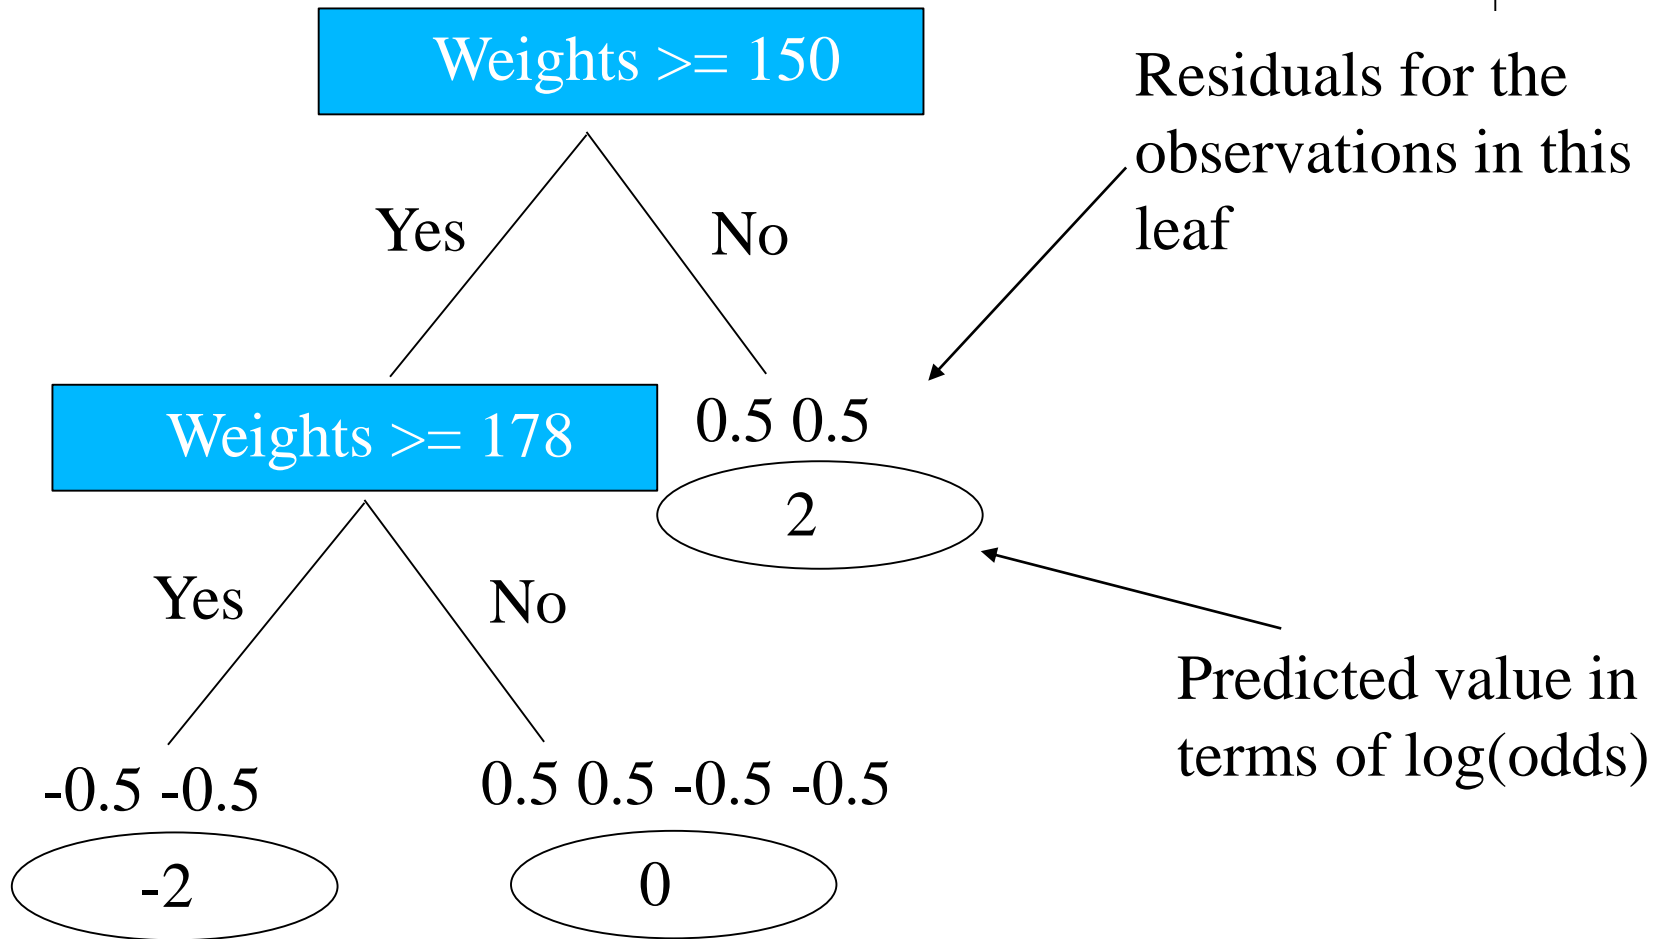 Weights >= 150
Residuals for the
observations in this
leaf
Yes
No
Weights >= 178
0.5 0.5
2
Yes
No
Predicted value in
terms of log(odds)
-0.5 -0.5
0.5 0.5 -0.5 -0.5
-2
0